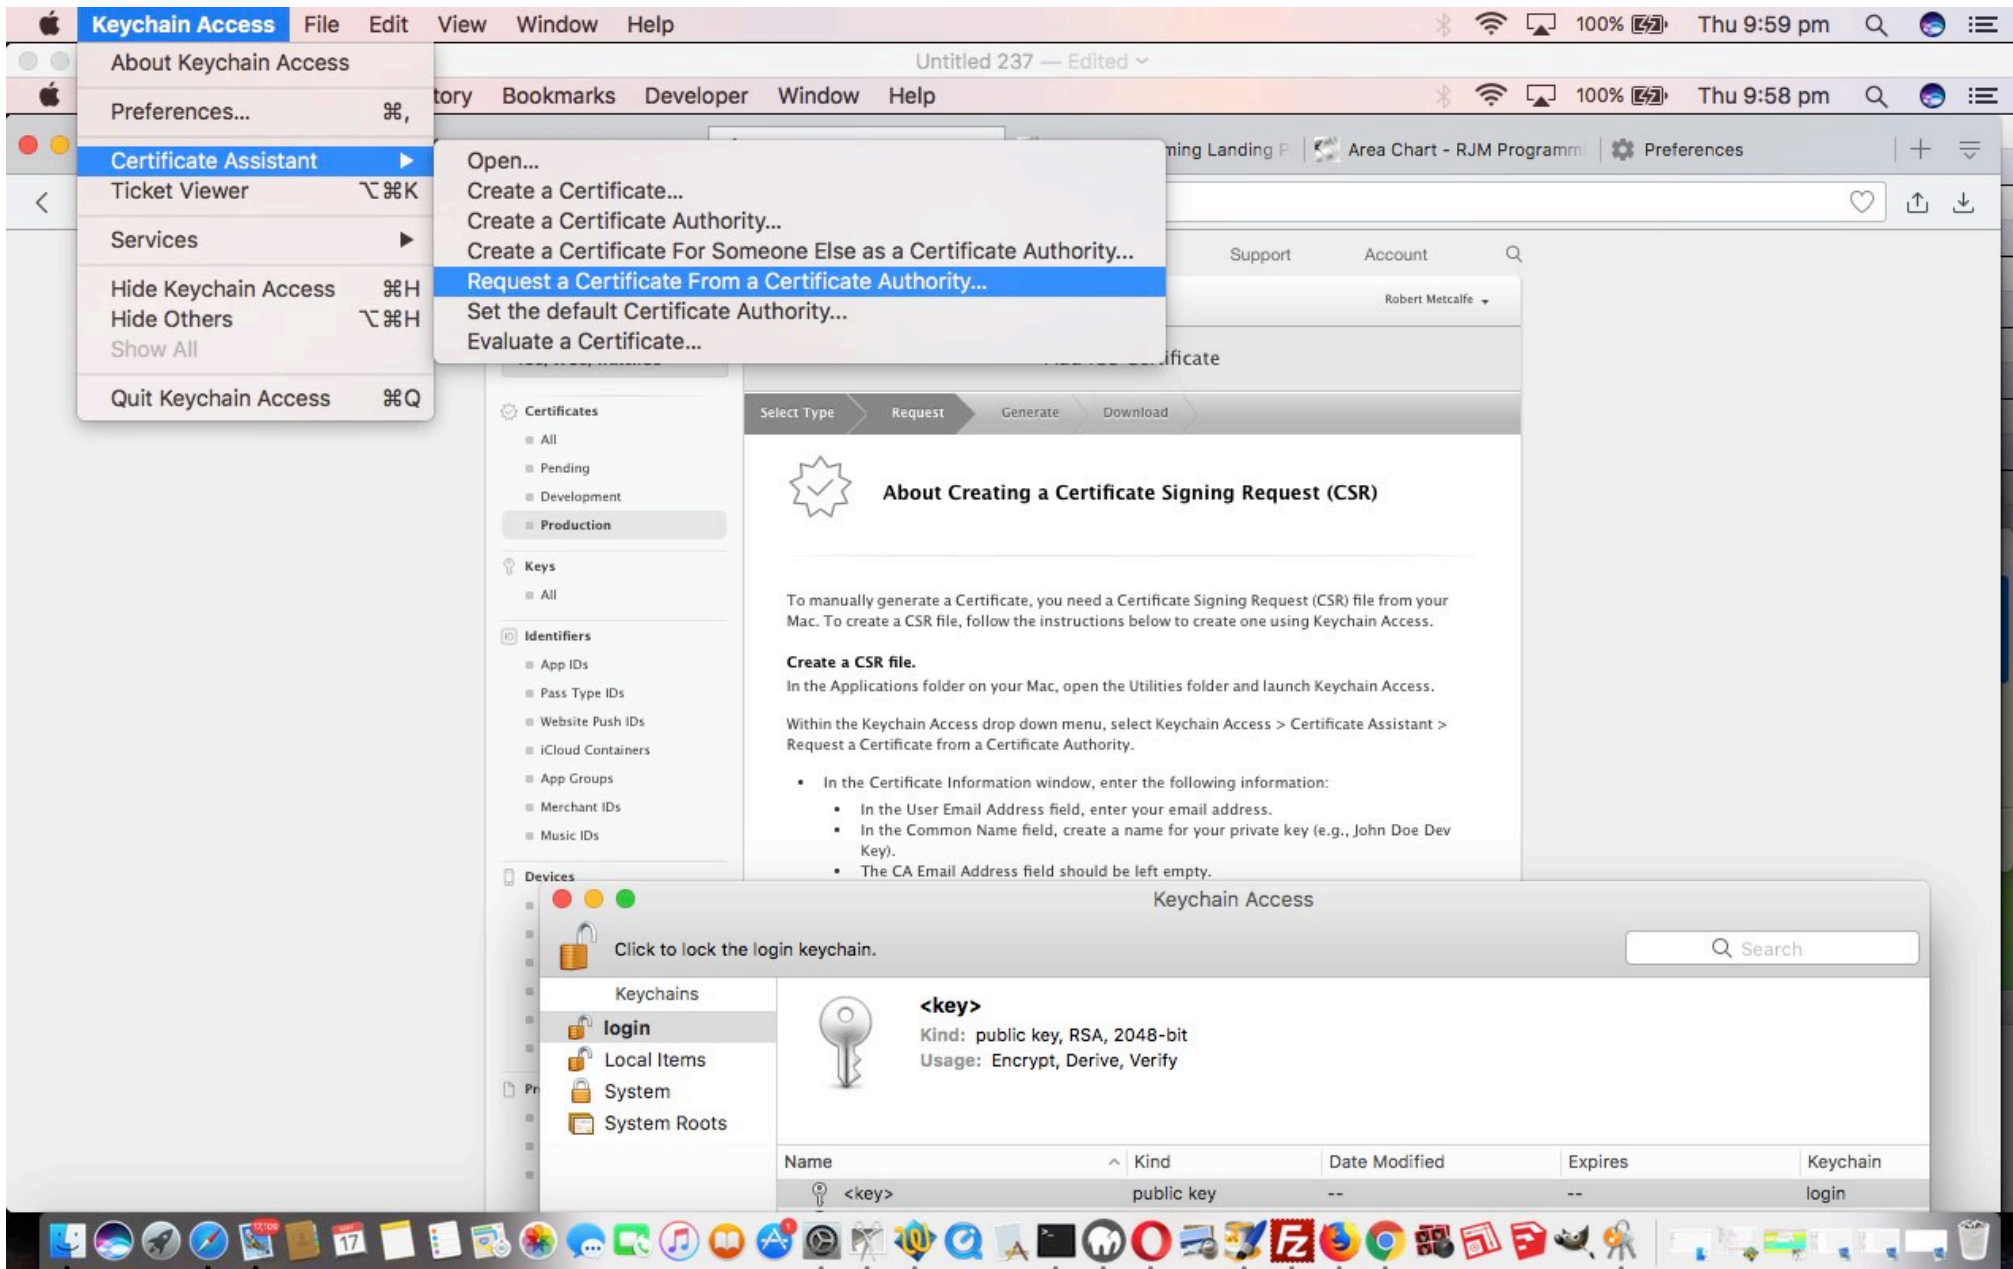 Keychain Access File Edit View Window Help 100% Thu 9:59 pm
About Keychain Access
Preferences... ⌘,
Certificate Assistant ▶
Ticket Viewer ⌥⌘K
Services ▶
Hide Keychain Access ⌘H
Hide Others ⌥⌘H
Show All
Quit Keychain Access ⌘Q
Open...
Create a Certificate...
Create a Certificate Authority...
Create a Certificate For Someone Else as a Certificate Authority...
Request a Certificate From a Certificate Authority...
Set the default Certificate Authority...
Evaluate a Certificate...
Untitled 237 — Edited
tory Bookmarks Developer Window Help 100% Thu 9:58 pm
ming Landing P Area Chart - RJM Programm Preferences
Support Account
Robert Metcalfe
ificate
Select Type Request Generate Download
Certificates
All
Pending
Development
Production
Keys
All
Identifiers
App IDs
Pass Type IDs
Website Push IDs
iCloud Containers
App Groups
Merchant IDs
Music IDs
Devices
Pr
About Creating a Certificate Signing Request (CSR)
To manually generate a Certificate, you need a Certificate Signing Request (CSR) file from your
Mac. To create a CSR file, follow the instructions below to create one using Keychain Access.
Create a CSR file.
In the Applications folder on your Mac, open the Utilities folder and launch Keychain Access.
Within the Keychain Access drop down menu, select Keychain Access > Certificate Assistant >
Request a Certificate from a Certificate Authority.
• In the Certificate Information window, enter the following information:
• In the User Email Address field, enter your email address.
• In the Common Name field, create a name for your private key (e.g., John Doe Dev
Key).
• The CA Email Address field should be left empty.
Keychain Access
Click to lock the login keychain.
Search
Keychains
login
Local Items
System
System Roots
<key>
Kind: public key, RSA, 2048-bit
Usage: Encrypt, Derive, Verify
Name Kind Date Modified Expires Keychain
<key> public key -- -- login
17